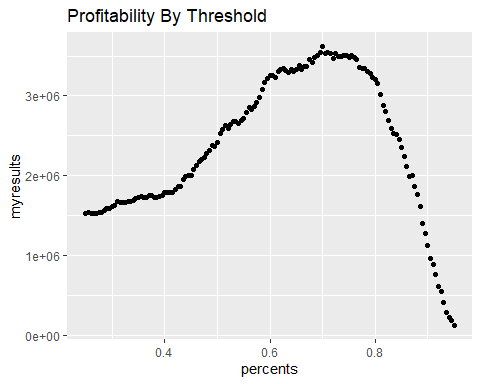 Profitability By Threshold
myresults
3e+06
2e+06
1e+06
0e+00
0.4 0.6 0.8
percents